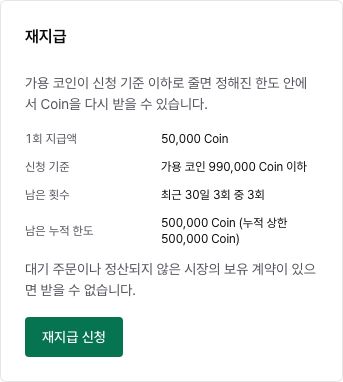 재지급
가용 코인이 신청 기준 이하로 줄면 정해진 한도 안에
서 Coin을 다시 받을 수 있습니다.
1회 지급액 50,000 Coin
신청 기준 가용 코인 990,000 Coin 이하
남은 횟수 최근 30일 3회 중 3회
남은 누적 한도 500,000 Coin (누적 상한
500,000 Coin)
대기 주문이나 정산되지 않은 시장의 보유 계약이 있으
면 받을 수 없습니다.
재지급 신청